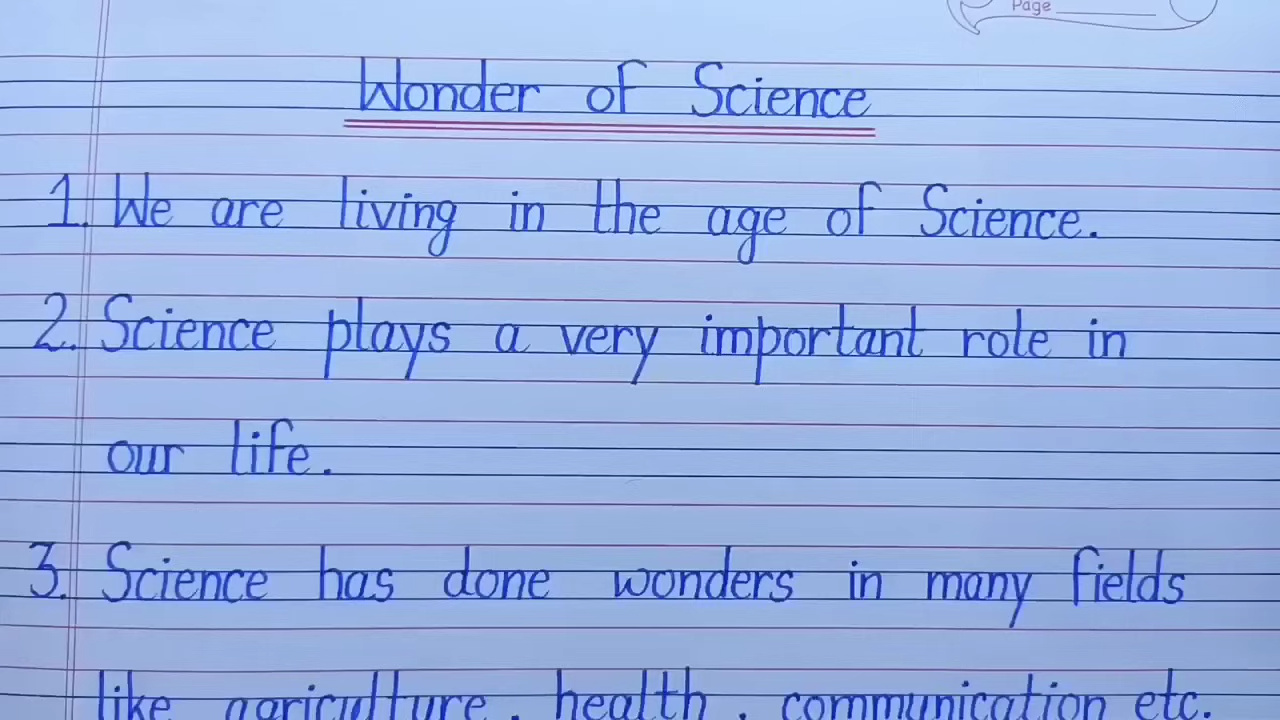 Page
Wonder of Science
1. We are living in the age of Science.
2. Science plays a very important role in
our life.
3. Science has done wonders in many fields
like agriculture, health, communication etc.